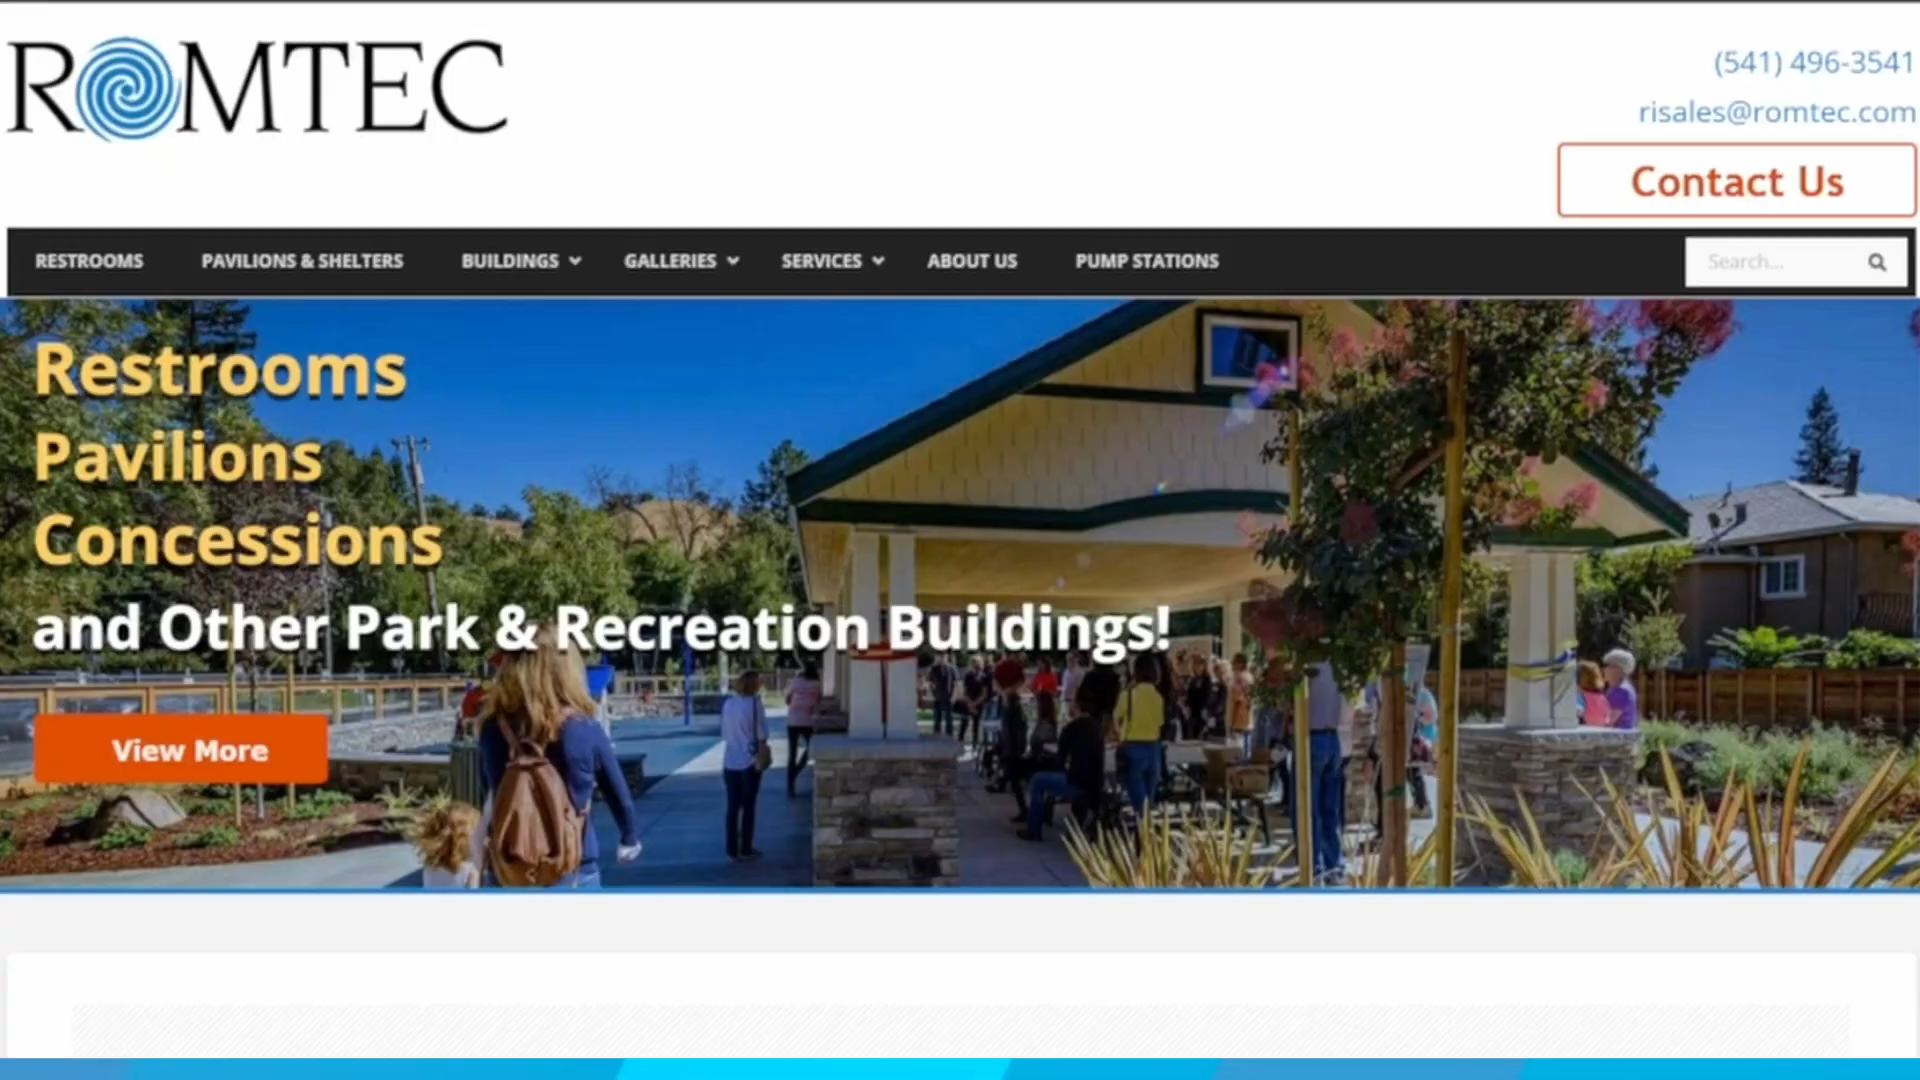 ROMTEC
(541) 496-3541
risales@romtec.com
Contact Us
RESTROOMS PAVILIONS & SHELTERS BUILDINGS GALLERIES SERVICES ABOUT US PUMP STATIONS Search...
Restrooms
Pavilions
Concessions
and Other Park & Recreation Buildings!
View More